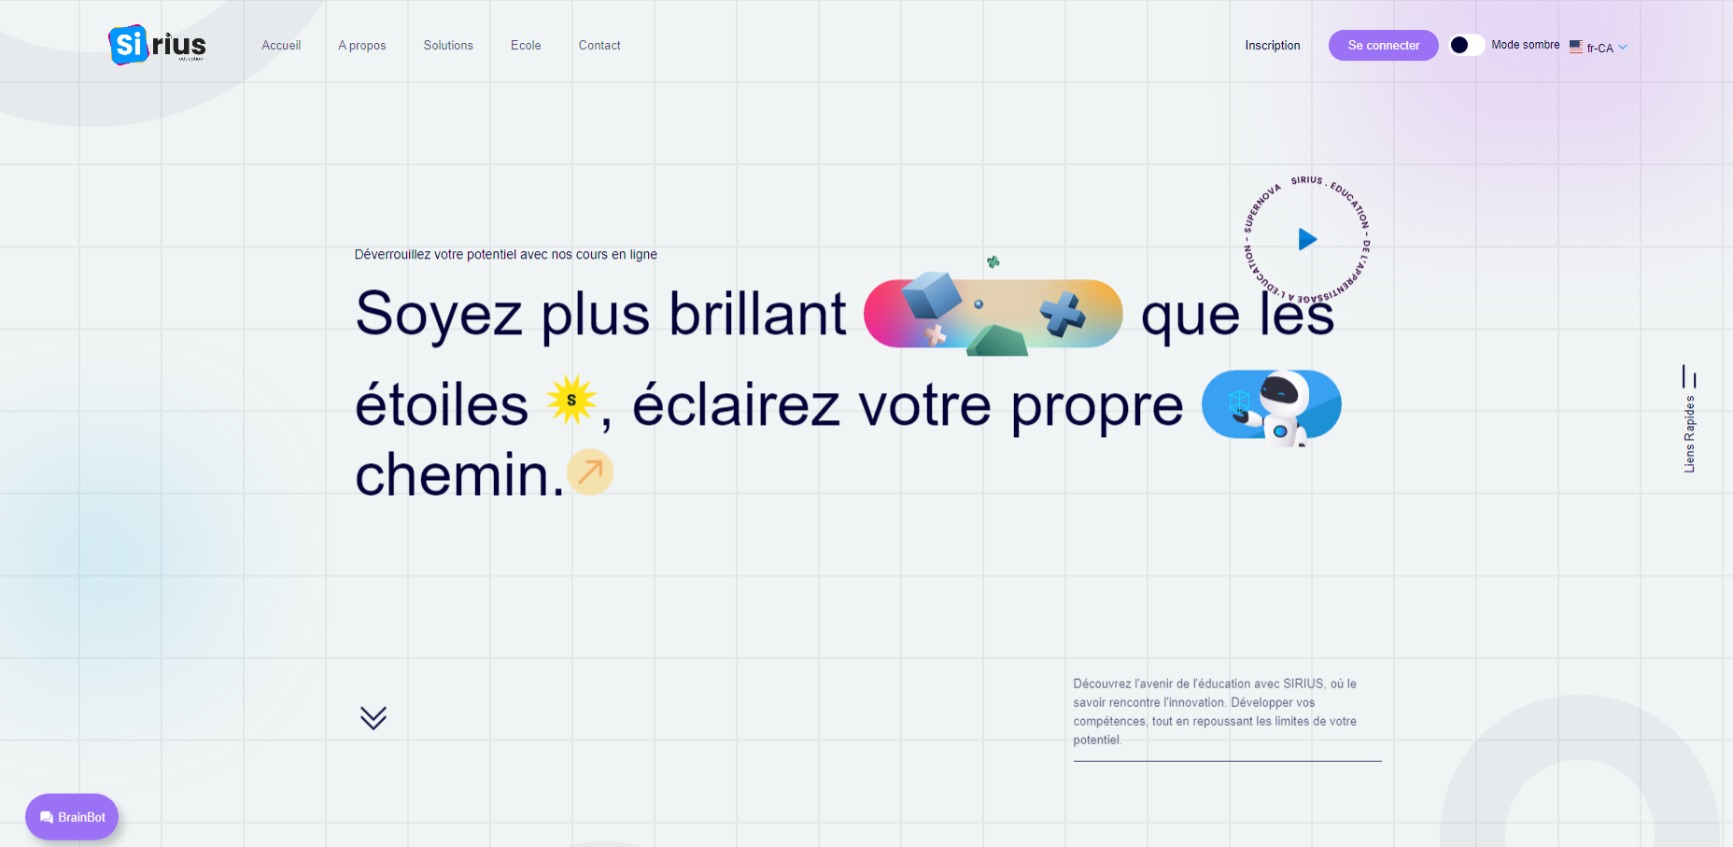 Sirius
education
Accueil
A propos
Solutions
Ecole
Contact
Inscription
Se connecter
Mode sombre
fr-CA
SIRIUS . EDUCATION - DE L'APPRENTISSAGE A L'EDUCATION - SUPERNOVA
Déverrouillez votre potentiel avec nos cours en ligne
Soyez plus brillant que les
étoiles S, éclairez votre propre
chemin.
Liens Rapides
Découvrez l'avenir de l'éducation avec SIRIUS, où le
savoir rencontre l'innovation. Développer vos
compétences, tout en repoussant les limites de votre
potentiel.
BrainBot